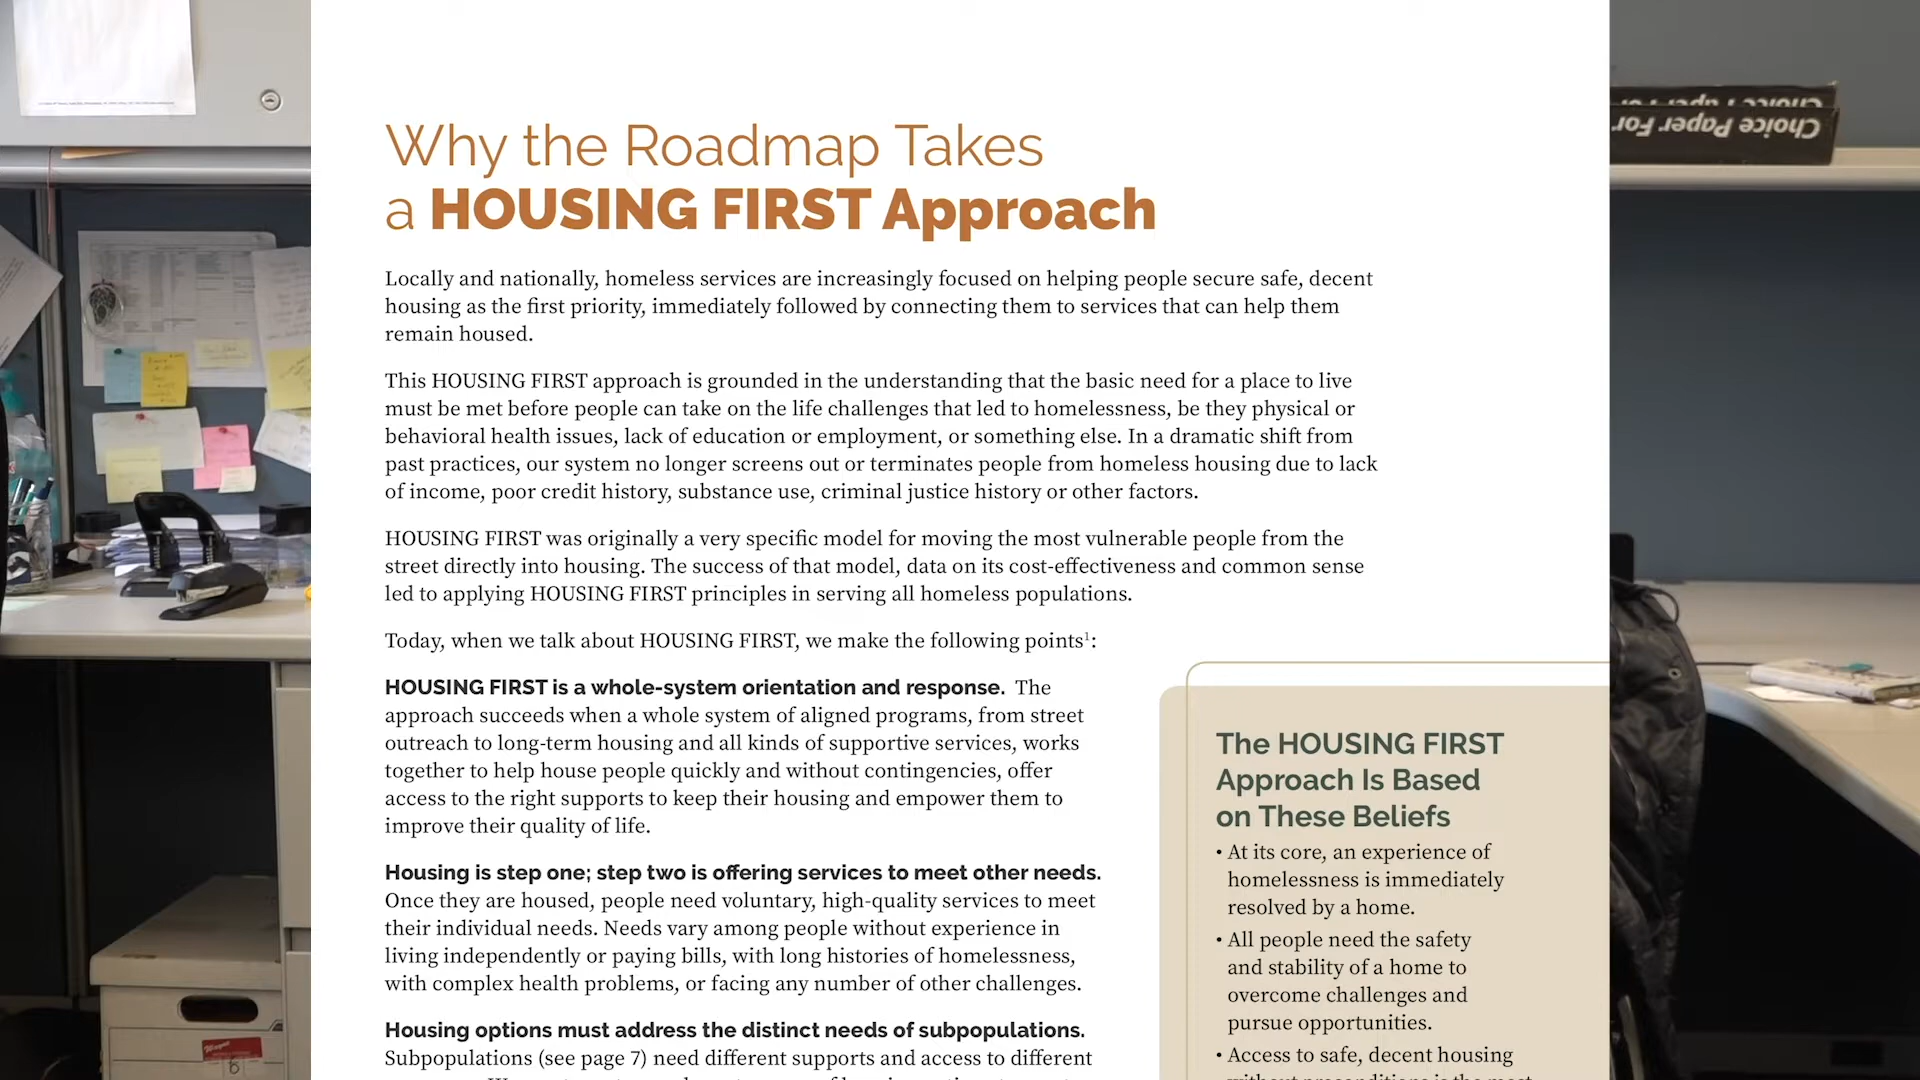 Why the Roadmap Takes
a HOUSING FIRST Approach
Locally and nationally, homeless services are increasingly focused on helping people secure safe, decent
housing as the first priority, immediately followed by connecting them to services that can help them
remain housed.
This HOUSING FIRST approach is grounded in the understanding that the basic need for a place to live
must be met before people can take on the life challenges that led to homelessness, be they physical or
behavioral health issues, lack of education or employment, or something else. In a dramatic shift from
past practices, our system no longer screens out or terminates people from homeless housing due to lack
of income, poor credit history, substance use, criminal justice history or other factors.
HOUSING FIRST was originally a very specific model for moving the most vulnerable people from the
street directly into housing. The success of that model, data on its cost-effectiveness and common sense
led to applying HOUSING FIRST principles in serving all homeless populations.
Today, when we talk about HOUSING FIRST, we make the following points¹:
HOUSING FIRST is a whole-system orientation and response. The
approach succeeds when a whole system of aligned programs, from street
outreach to long-term housing and all kinds of supportive services, works
together to help house people quickly and without contingencies, offer
access to the right supports to keep their housing and empower them to
improve their quality of life.
Housing is step one; step two is offering services to meet other needs.
Once they are housed, people need voluntary, high-quality services to meet
their individual needs. Needs vary among people without experience in
living independently or paying bills, with long histories of homelessness,
with complex health problems, or facing any number of other challenges.
Housing options must address the distinct needs of subpopulations.
Subpopulations (see page 7) need different supports and access to different
The HOUSING FIRST
Approach Is Based
on These Beliefs
• At its core, an experience of
homelessness is immediately
resolved by a home.
• All people need the safety
and stability of a home to
overcome challenges and
pursue opportunities.
• Access to safe, decent housing
Choice Paper For
Choice Paper For